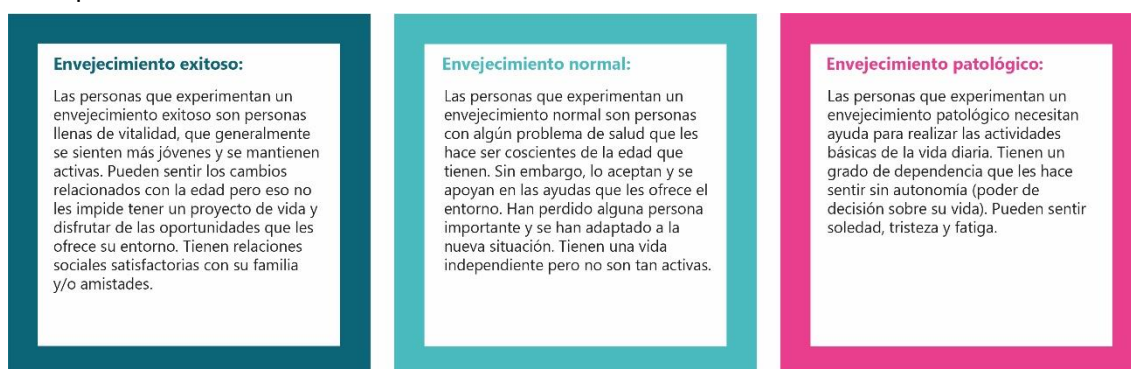 Envejecimiento exitoso:
Las personas que experimentan un
envejecimiento exitoso son personas
llenas de vitalidad, que generalmente
se sienten más jóvenes y se mantienen
activas. Pueden sentir los cambios
relacionados con la edad pero eso no
les impide tener un proyecto de vida y
disfrutar de las oportunidades que les
ofrece su entorno. Tienen relaciones
sociales satisfactorias con su familia
y/o amistades.
Envejecimiento normal:
Las personas que experimentan un
envejecimiento normal son personas
con algún problema de salud que les
hace ser coscientes de la edad que
tienen. Sin embargo, lo aceptan y se
apoyan en las ayudas que les ofrece el
entorno. Han perdido alguna persona
importante y se han adaptado a la
nueva situación. Tienen una vida
independiente pero no son tan activas.
Envejecimiento patológico:
Las personas que experimentan un
envejecimiento patológico necesitan
ayuda para realizar las actividades
básicas de la vida diaria. Tienen un
grado de dependencia que les hace
sentir sin autonomía (poder de
decisión sobre su vida). Pueden sentir
soledad, tristeza y fatiga.